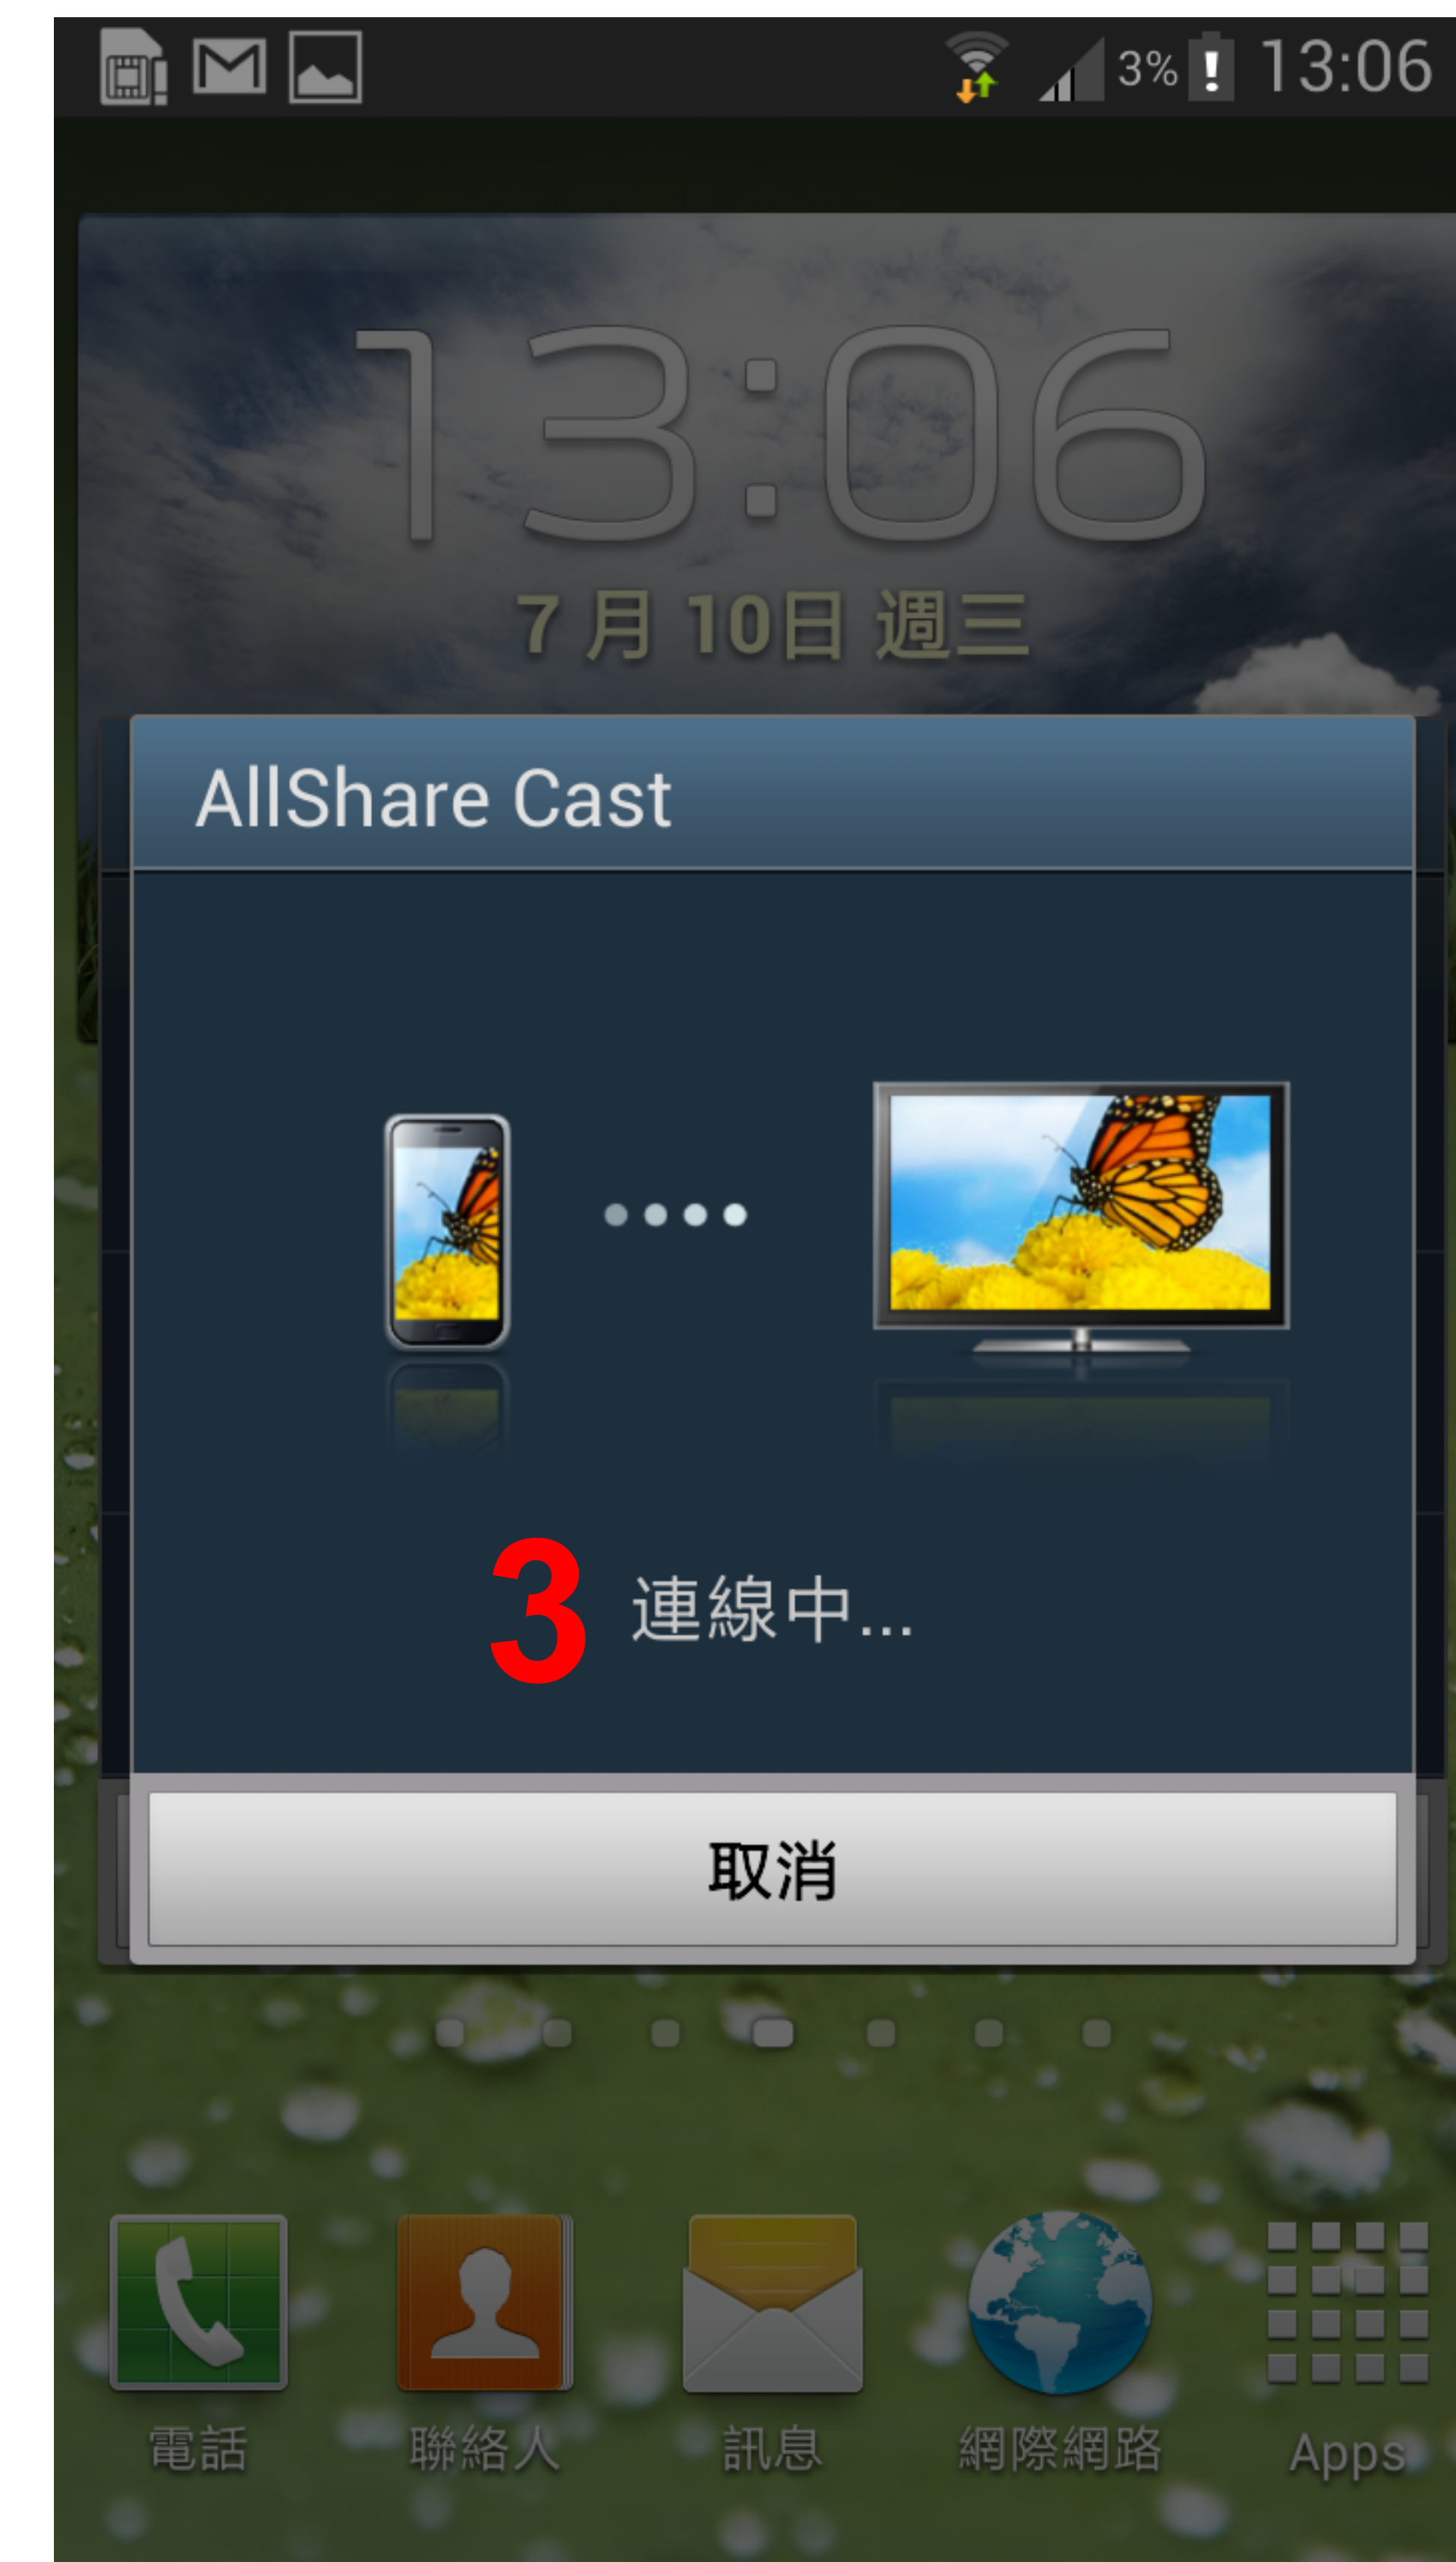 3% 13:06
13:06
7 月 10日 週三
AllShare Cast
3 連線中...
取消
電話 聯絡人 訊息 網際網路 Apps